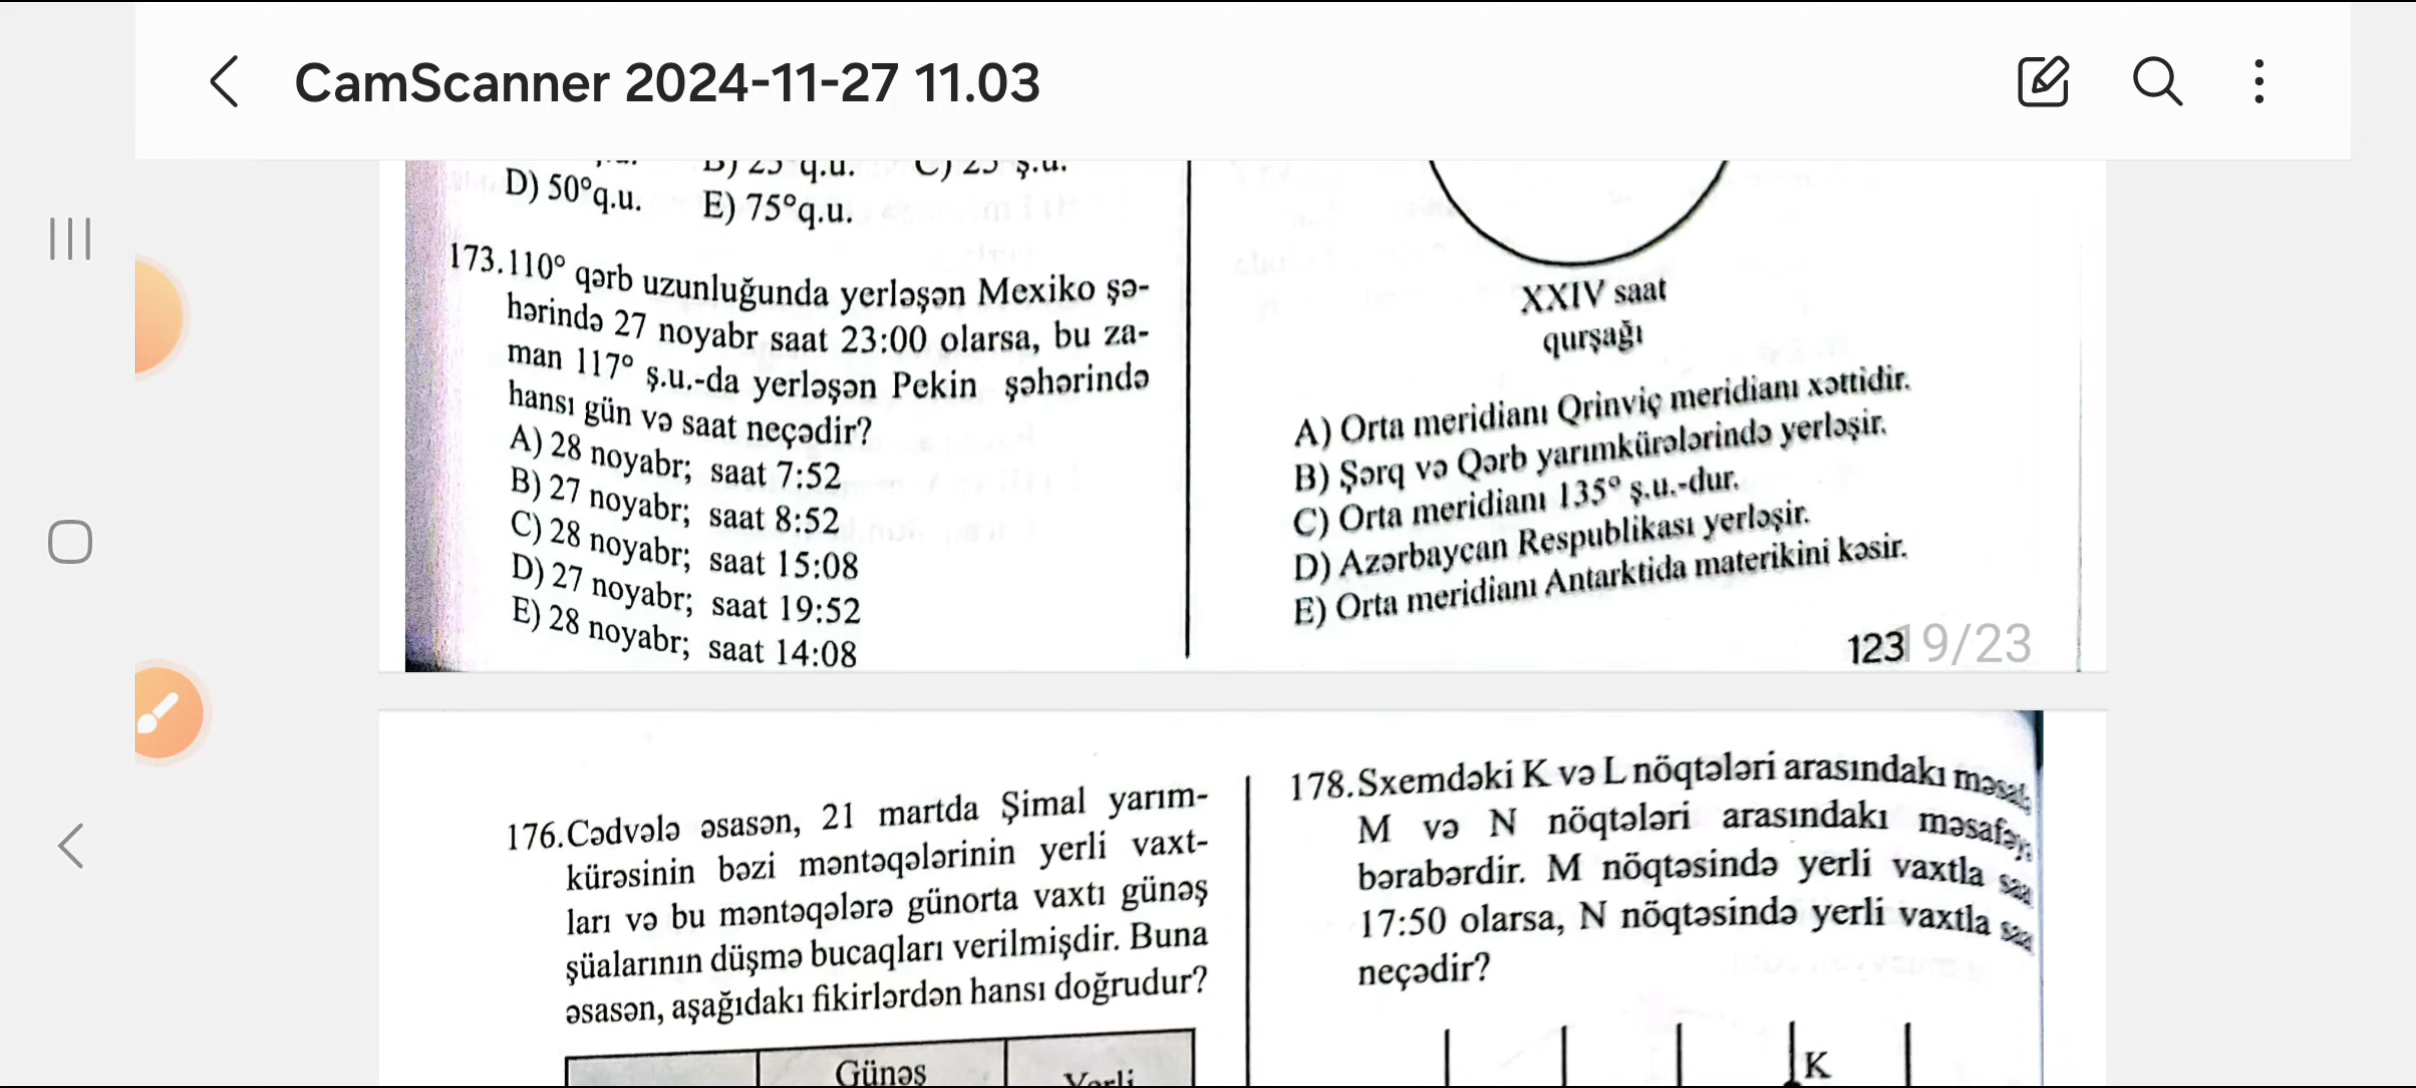 CamScanner 2024-11-27 11.03
B) 25°q.u. C) 25°ş.u.
D) 50°q.u. E) 75°q.u.
173.110° qərb uzunluğunda yerləşən Mexiko şə-
hərində 27 noyabr saat 23:00 olarsa, bu za-
man 117° ş.u.-da yerləşən Pekin şəhərində
hansı gün və saat neçədir?
A) 28 noyabr; saat 7:52
B) 27 noyabr; saat 8:52
C) 28 noyabr; saat 15:08
D) 27 noyabr; saat 19:52
E) 28 noyabr; saat 14:08
XXIV saat
qurşağı
A) Orta meridianı Qrinviç meridianı xəttidir.
B) Şərq və Qərb yarımkürələrində yerləşir.
C) Orta meridianı 135° ş.u.-dur.
D) Azərbaycan Respublikası yerləşir.
E) Orta meridianı Antarktida materikini kəsir.
123
19/23
176.Cədvələ əsasən, 21 martda Şimal yarım-
kürəsinin bəzi məntəqələrinin yerli vaxt-
ları və bu məntəqələrə günorta vaxtı günəş
şüalarının düşmə bucaqları verilmişdir. Buna
əsasən, aşağıdakı fikirlərdən hansı doğrudur?
Günəş
Yerli
178.Sxemdəki K və L nöqtələri arasındakı
M və N nöqtələri arasındakı
bərabərdir. M nöqtəsində yerli vaxtla
17:50 olarsa, N nöqtəsində yerli vaxtla
neçədir?
K